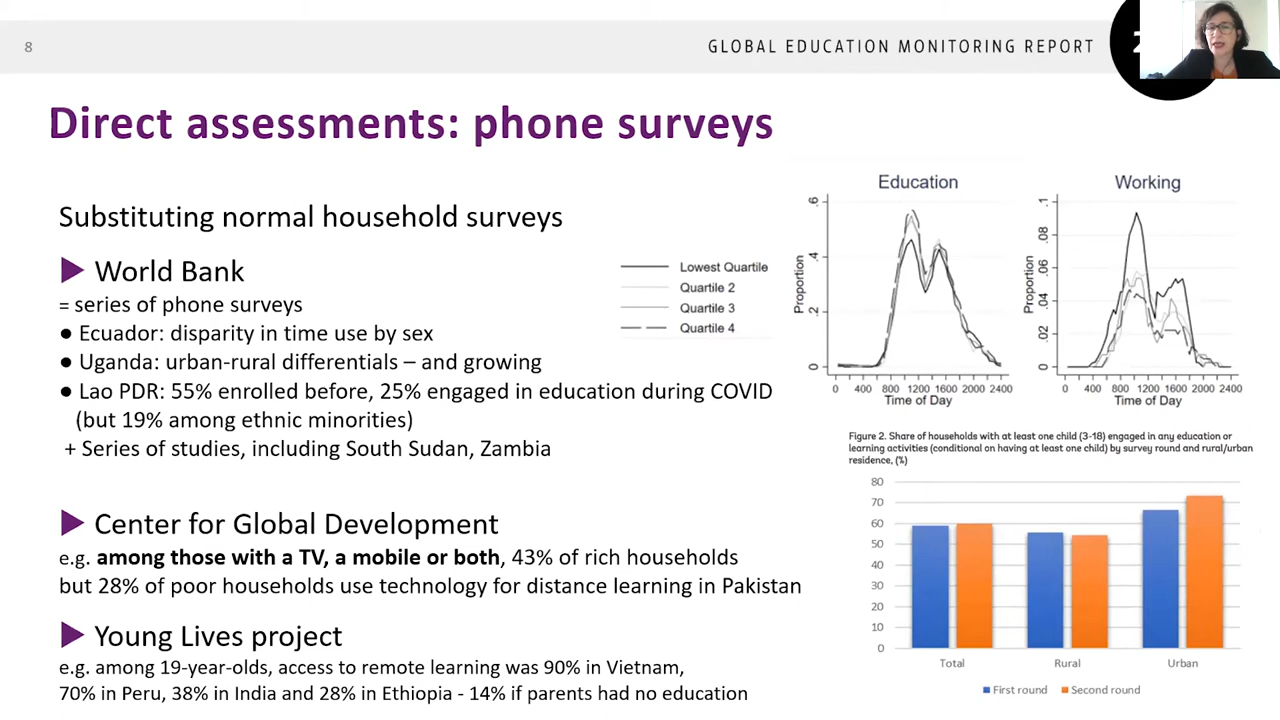 8
GLOBAL EDUCATION MONITORING REPORT
2
Direct assessments: phone surveys
Substituting normal household surveys
▶ World Bank
= series of phone surveys
● Ecuador: disparity in time use by sex
● Uganda: urban-rural differentials – and growing
● Lao PDR: 55% enrolled before, 25% engaged in education during COVID
(but 19% among ethnic minorities)
+ Series of studies, including South Sudan, Zambia
▶ Center for Global Development
e.g. among those with a TV, a mobile or both, 43% of rich households
but 28% of poor households use technology for distance learning in Pakistan
▶ Young Lives project
e.g. among 19-year-olds, access to remote learning was 90% in Vietnam,
70% in Peru, 38% in India and 28% in Ethiopia - 14% if parents had no education
Lowest Quartile
Quartile 2
Quartile 3
Quartile 4
Education
Proportion
.6
.4
.2
0
0 400 800 1200 1600 2000 2400
Time of Day
Working
Proportion
.1
.08
.06
.04
.02
0
0 400 800 1200 1600 2000 2400
Time of Day
Figure 2. Share of households with at least one child (3-18) engaged in any education or
learning activities (conditional on having at least one child) by survey round and rural/urban
residence, (%)
80
70
60
50
40
30
20
10
0
Total Rural Urban
First round Second round